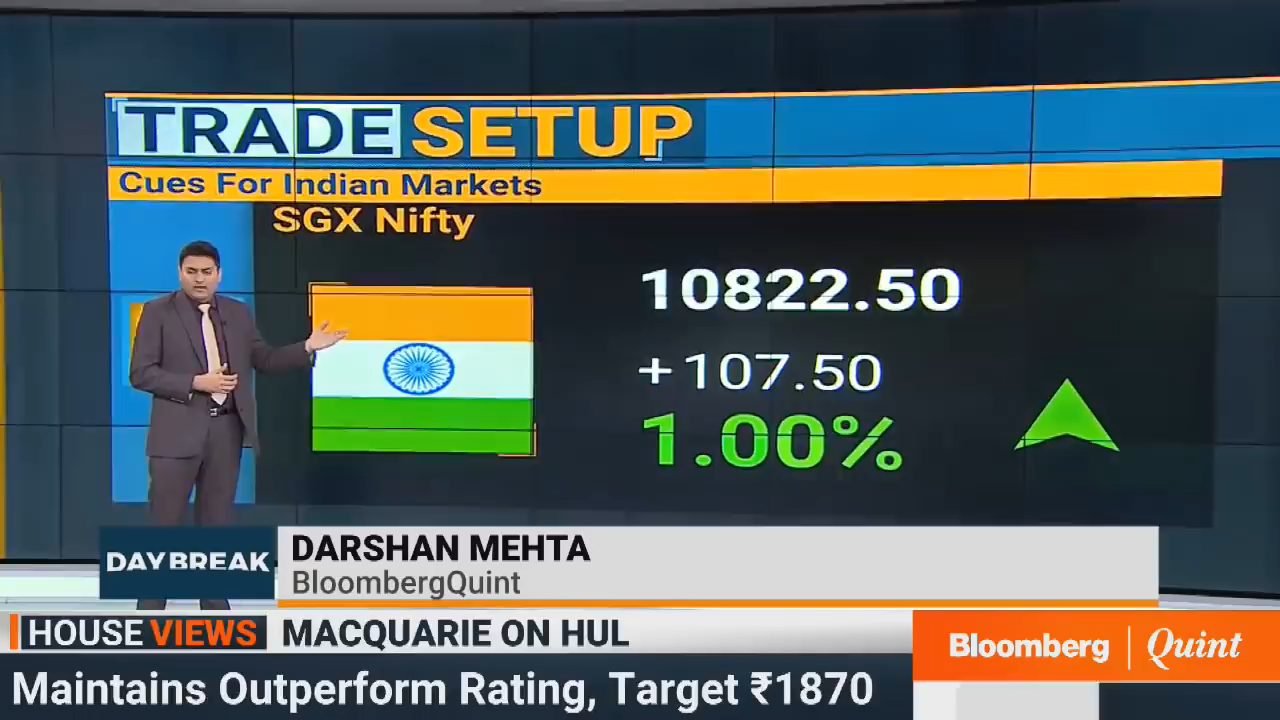 TRADE SETUP
Cues For Indian Markets
SGX Nifty
10822.50
+107.50
1.00%
DAYBREAK
DARSHAN MEHTA
BloombergQuint
HOUSE VIEWS MACQUARIE ON HUL
Bloomberg | Quint
Maintains Outperform Rating, Target ₹1870